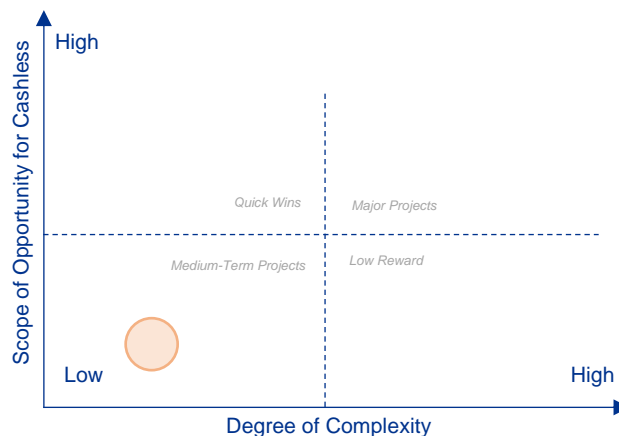 High
Scope of Opportunity for Cashless
Quick Wins
Major Projects
Medium-Term Projects
Low Reward
Low
High
Degree of Complexity